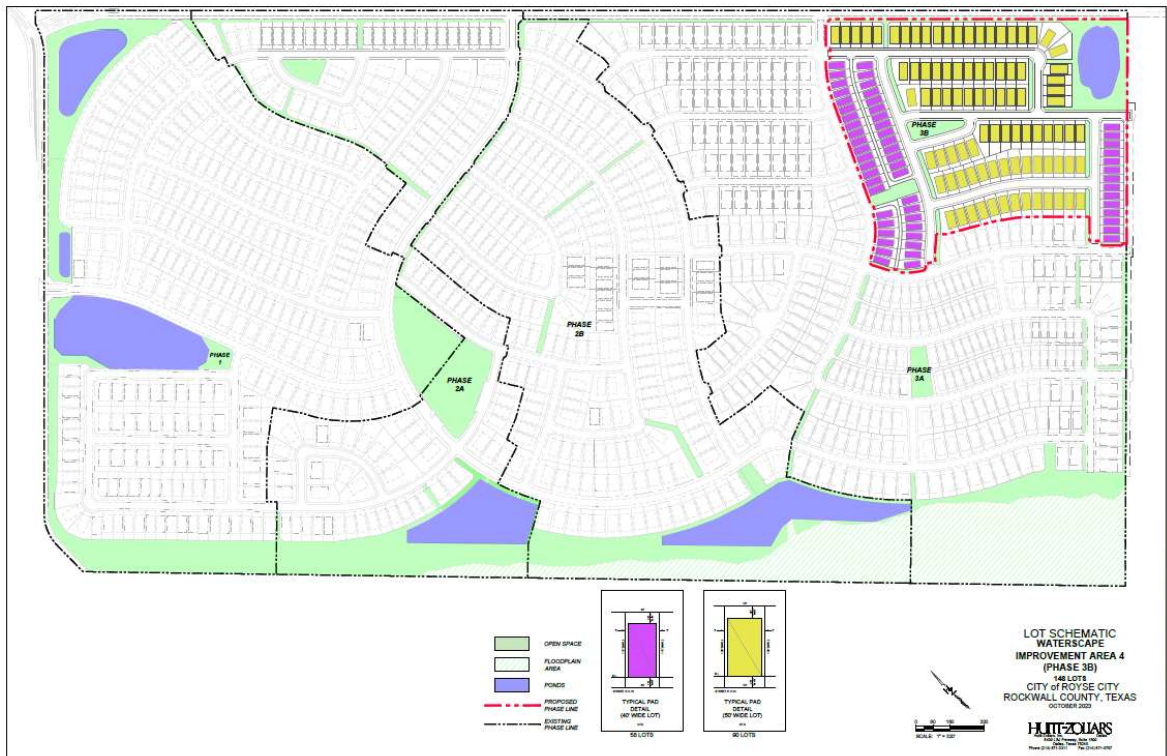 PHASE
3B
PHASE
1
PHASE
2A
PHASE
2B
PHASE
3A
OPEN SPACE
FLOODPLAIN
AREA
PONDS
PROPOSED
PHASE LINE
EXISTING
PHASE LINE
TYPICAL PAD
DETAIL
(40' WIDE LOT)
58 LOTS
TYPICAL PAD
DETAIL
(50' WIDE LOT)
90 LOTS
LOT SCHEMATIC
WATERSCAPE
IMPROVEMENT AREA 4
(PHASE 3B)
148 LOTS
CITY of ROYSE CITY
ROCKWALL COUNTY, TEXAS
OCTOBER 2023
HUITT-ZOLLARS